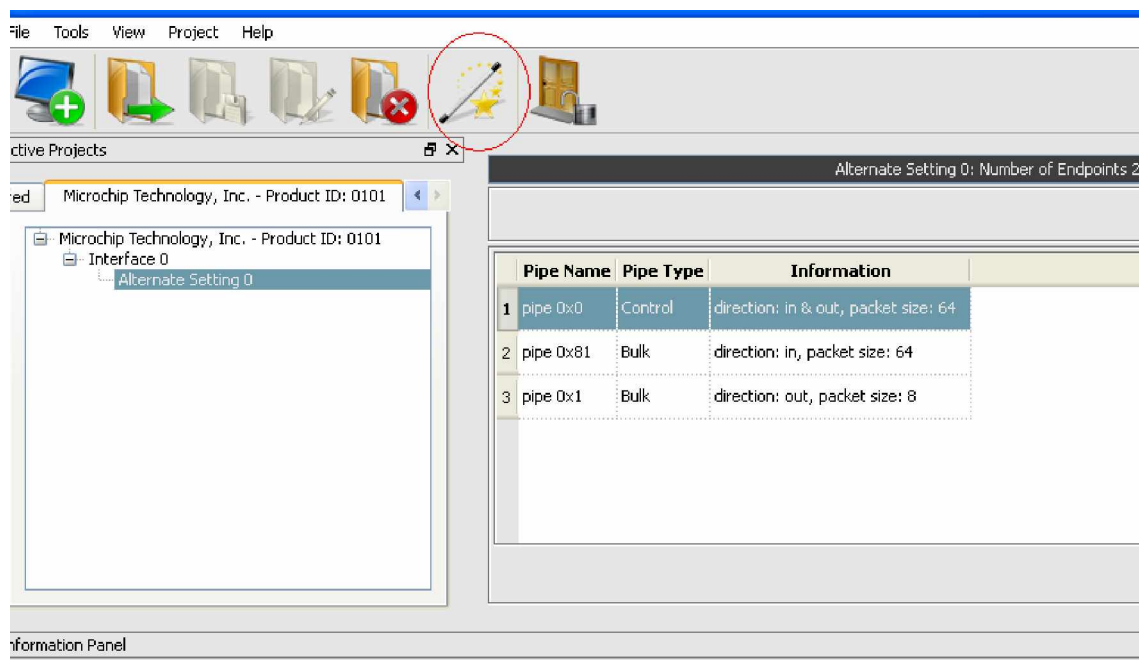 File Tools View Project Help
ctive Projects
Alternate Setting 0: Number of Endpoints 2
red Microchip Technology, Inc. - Product ID: 0101
Microchip Technology, Inc. - Product ID: 0101
Interface 0
Alternate Setting 0
Pipe Name Pipe Type Information
1 pipe 0x0 Control direction: in & out, packet size: 64
2 pipe 0x81 Bulk direction: in, packet size: 64
3 pipe 0x1 Bulk direction: out, packet size: 8
nformation Panel